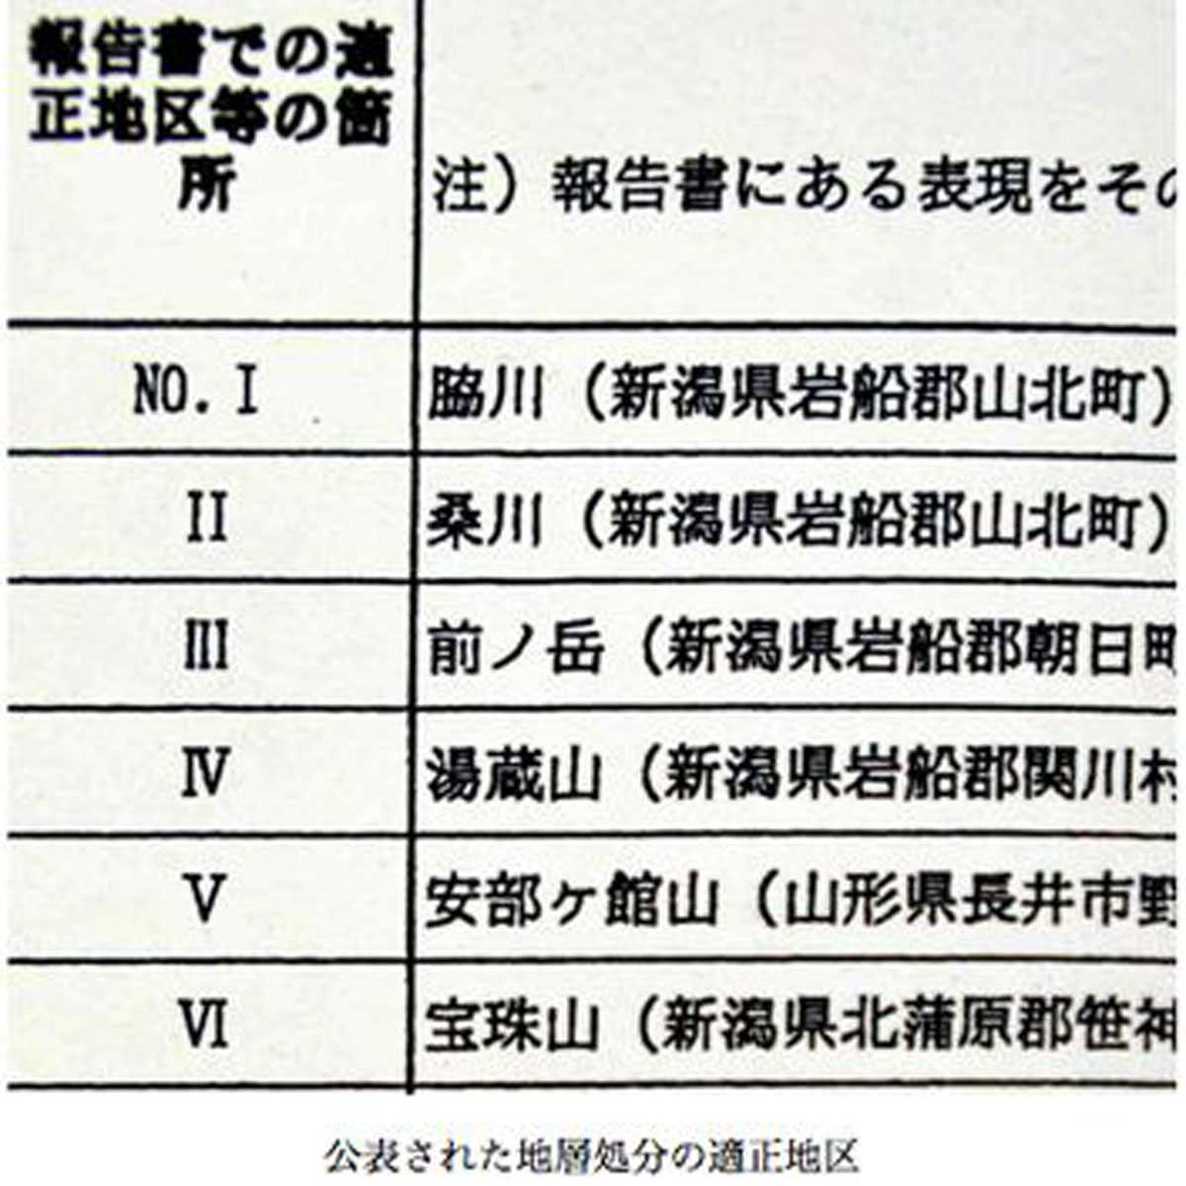 報告書での適
正地区等の箇
所
注）報告書にある表現をその
NO. I 脇川（新潟県岩船郡山北町）
II 桑川（新潟県岩船郡山北町）
III 前ノ岳（新潟県岩船郡朝日町
IV 湯蔵山（新潟県岩船郡関川村
V 安部ヶ館山（山形県長井市野
VI 宝珠山（新潟県北蒲原郡笹神
公表された地層処分の適正地区